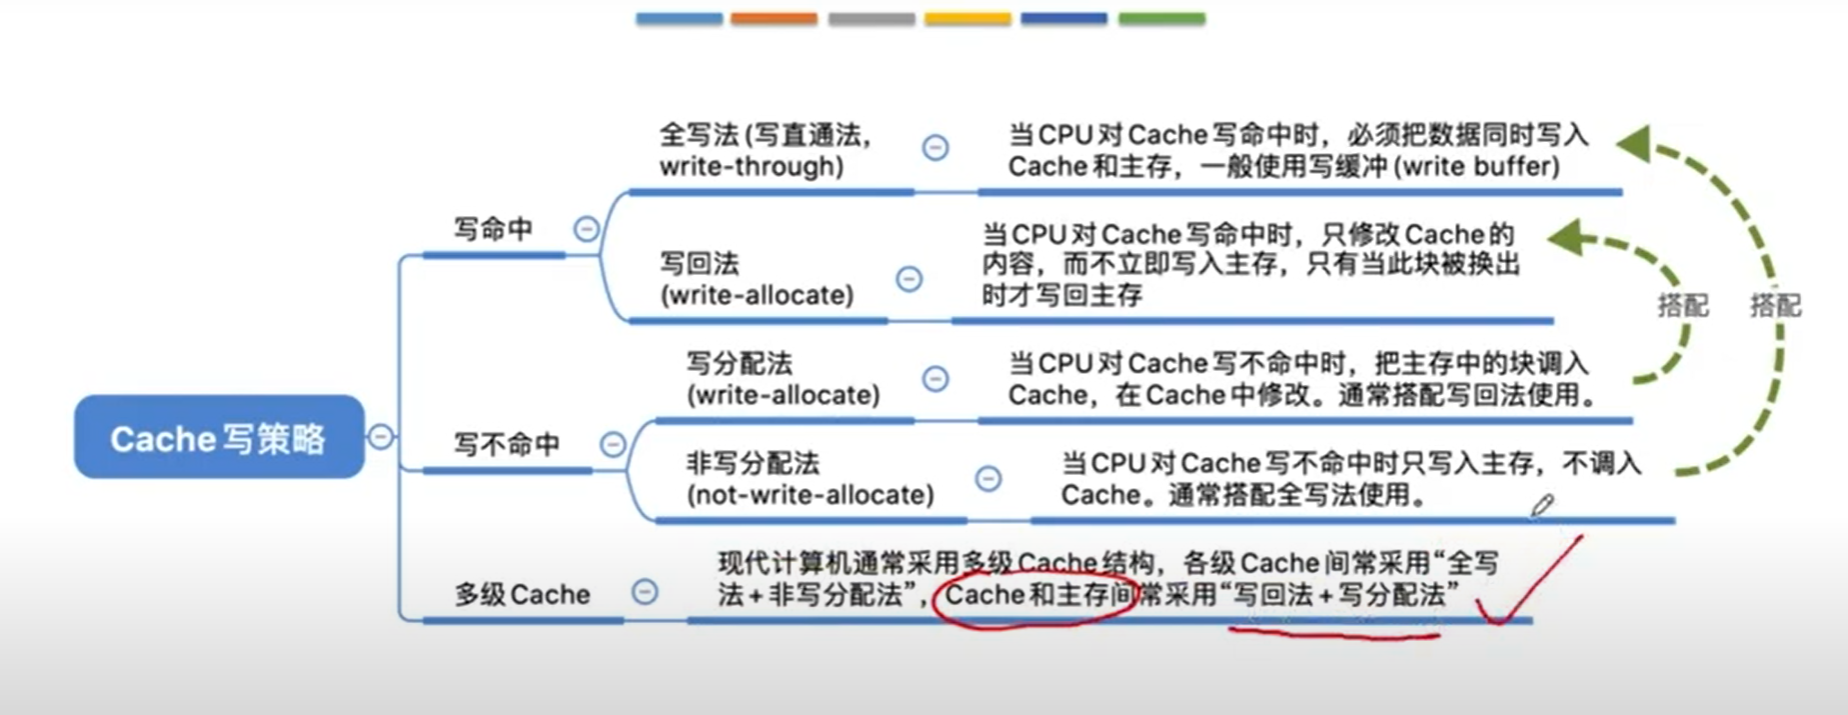 全写法(写直通法,
write-through)
当CPU对Cache写命中时，必须把数据同时写入
Cache和主存，一般使用写缓冲(write buffer)
写命中
写回法
(write-allocate)
当CPU对Cache写命中时，只修改Cache的
内容，而不立即写入主存，只有当此块被换出
时才写回主存
搭配
搭配
Cache写策略
写不命中
写分配法
(write-allocate)
当CPU对Cache写不命中时，把主存中的块调入
Cache，在Cache中修改。通常搭配写回法使用。
非写分配法
(not-write-allocate)
当CPU对Cache写不命中时只写入主存，不调入
Cache。通常搭配全写法使用。
多级Cache
现代计算机通常采用多级Cache结构，各级Cache间常采用“全写
法+非写分配法”，Cache和主存间常采用“写回法+写分配法”